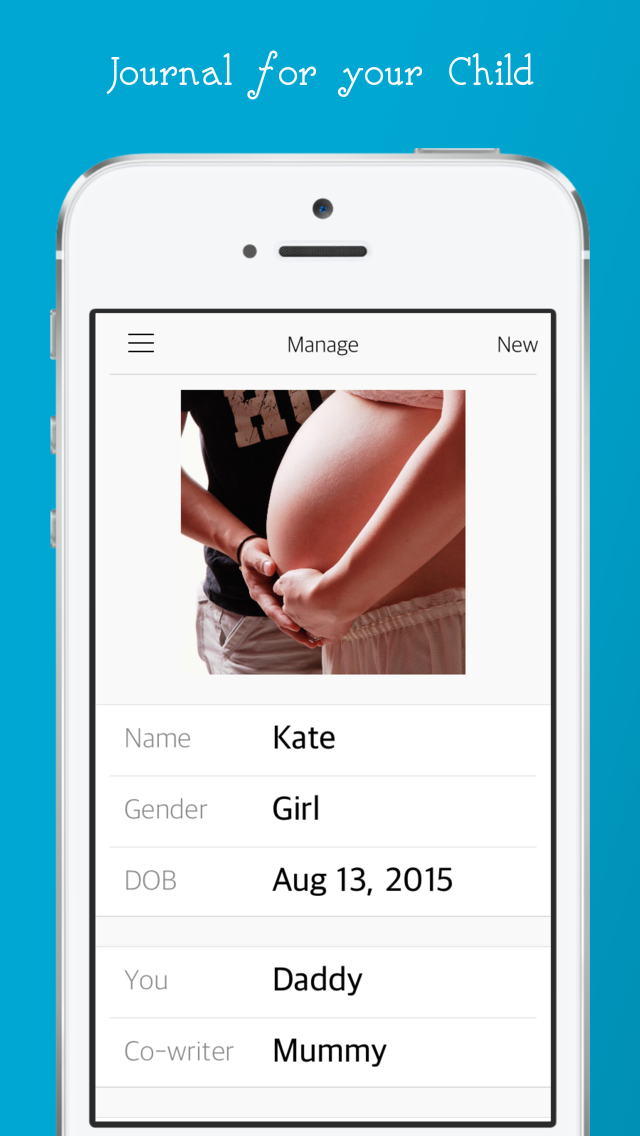 Journal for your Child
Manage
New
Name
Kate
Gender
Girl
DOB
Aug 13, 2015
You
Daddy
Co-writer
Mummy